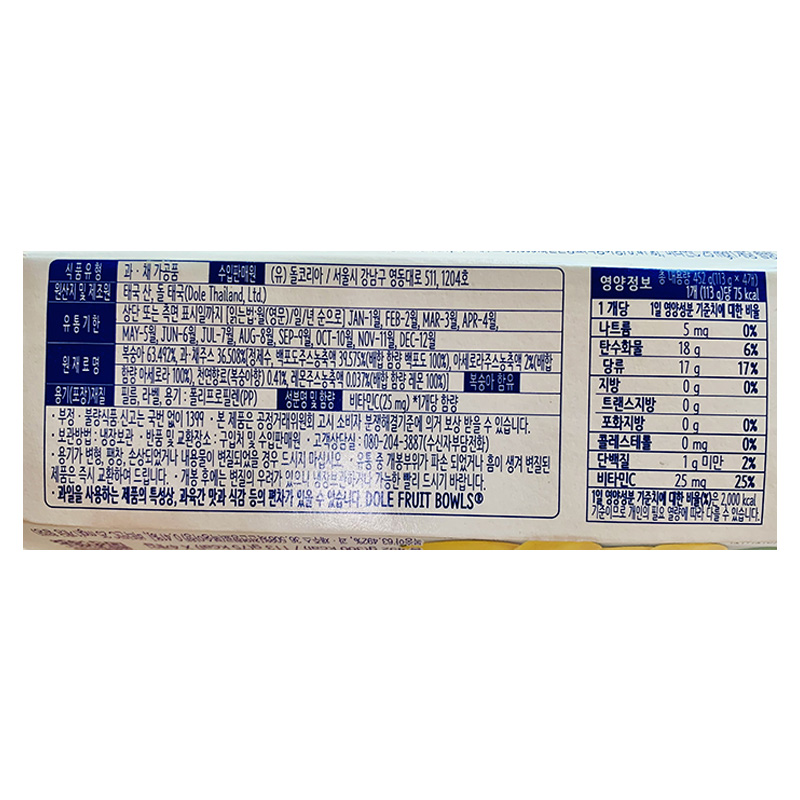 식품유형 과·채가공품 수입판매원 (유) 돌코리아 / 서울시 강남구 영동대로 511, 1204호
원산지 및 제조원 태국 산, 돌 태국(Dole Thailand, Ltd.)
유통기한 상단 또는 측면 표시일까지 [읽는법:월(영문)/일/년 순으로] JAN-1월, FEB-2월, MAR-3월, APR-4월,
MAY-5월, JUN-6월, JUL-7월, AUG-8월, SEP-9월, OCT-10월, NOV-11월, DEC-12월
원재료명 복숭아 63.492%, 과·채주스 36.508%[정제수, 백포도주스농축액 39.575%(배합 함량 백포도 100%), 아세로라주스농축액 2%(배합
함량 아세로라 100%), 천연향료(복숭아향) 0.41%, 레몬주스농축액 0.037%(배합 함량 레몬 100%)] 복숭아 함유
용기(포장)재질 필름, 라벨, 용기 : 폴리프로필렌(PP) 성분명 및 함량 비타민C(25 mg) *1개당 함량
·부정·불량식품 신고는 국번 없이 1399 ·본 제품은 공정거래위원회 고시 소비자 분쟁해결기준에 의거 보상 받을 수 있습니다.
·보관방법 : 냉장보관 ·반품 및 교환장소 : 구입처 및 수입판매원 ·고객상담실 : 080-204-3887(수신자부담전화)
·용기가 변형, 팽창, 손상되었거나 내용물이 변질되었을 경우 드시지 마십시오. ·유통 중 개봉부위가 파손 되었거나 흠이 생겨 변질된
제품은 즉시 교환하여 드립니다. ·개봉 후에는 변질의 우려가 있으니 냉장보관하거나 가능한 빨리 드시기 바랍니다.
·과일을 사용하는 제품의 특성상, 과육간 맛과 식감 등의 편차가 있을 수 있습니다. DOLE FRUIT BOWLS®
영양정보 총 내용량 452 g(113 g × 4개)
1개 (113 g)당 75 kcal
1 개당 1일 영양성분 기준치에 대한 비율
나트륨 5 mg 0%
탄수화물 18 g 6%
당류 17 g 17%
지방 0 g 0%
트랜스지방 0 g
포화지방 0 g 0%
콜레스테롤 0 mg 0%
단백질 1 g 미만 2%
비타민C 25 mg 25%
1일 영양성분 기준치에 대한 비율(%)은 2,000 kcal
기준이므로 개인의 필요 열량에 따라 다를 수 있습니다.